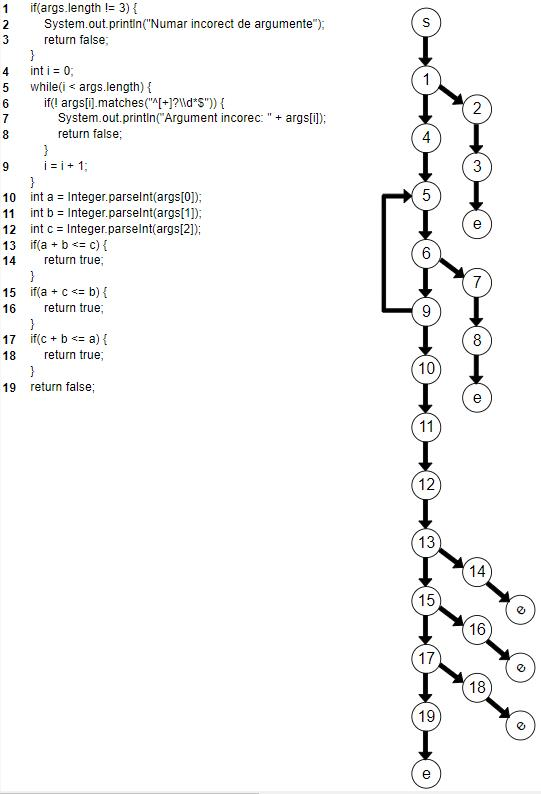 1 if(args.length != 3) {
2 System.out.println("Numar incorect de argumente");
3 return false;
}
4 int i = 0;
5 while(i < args.length) {
6 if(! args[i].matches("^[+]?\\d*$")) {
7 System.out.println("Argument incorec: " + args[i]);
8 return false;
}
9 i = i + 1;
}
10 int a = Integer.parseInt(args[0]);
11 int b = Integer.parseInt(args[1]);
12 int c = Integer.parseInt(args[2]);
13 if(a + b <= c) {
14 return true;
}
15 if(a + c <= b) {
16 return true;
}
17 if(c + b <= a) {
18 return true;
}
19 return false;
s
1
2
4
3
5
e
6
7
9
8
10
e
11
12
13
14
15
e
16
17
e
18
19
e
e